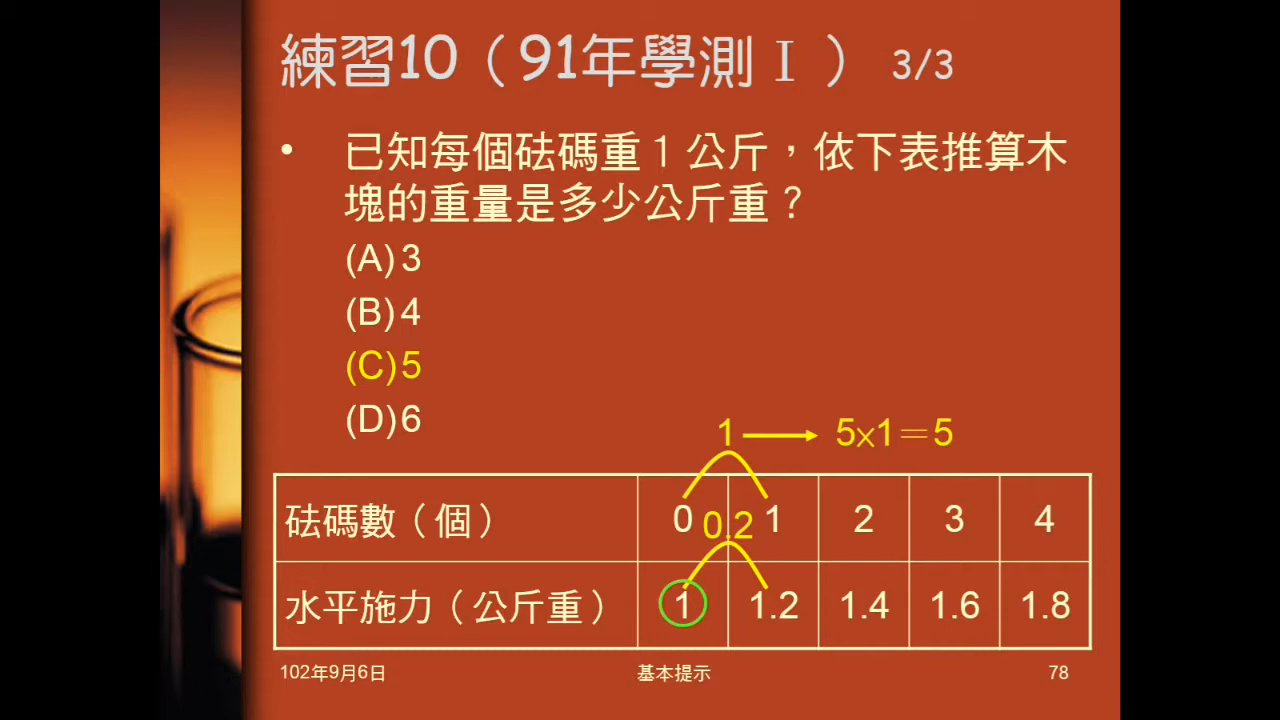 練習10（91年學測Ⅰ） 3/3
• 已知每個砝碼重１公斤，依下表推算木
塊的重量是多少公斤重？
(A)3
(B)4
(C)5
(D)6
1 → 5×1＝5
砝碼數（個） 0 1 2 3 4
0.2
水平施力（公斤重） 1 1.2 1.4 1.6 1.8
102年9月6日 基本提示 78